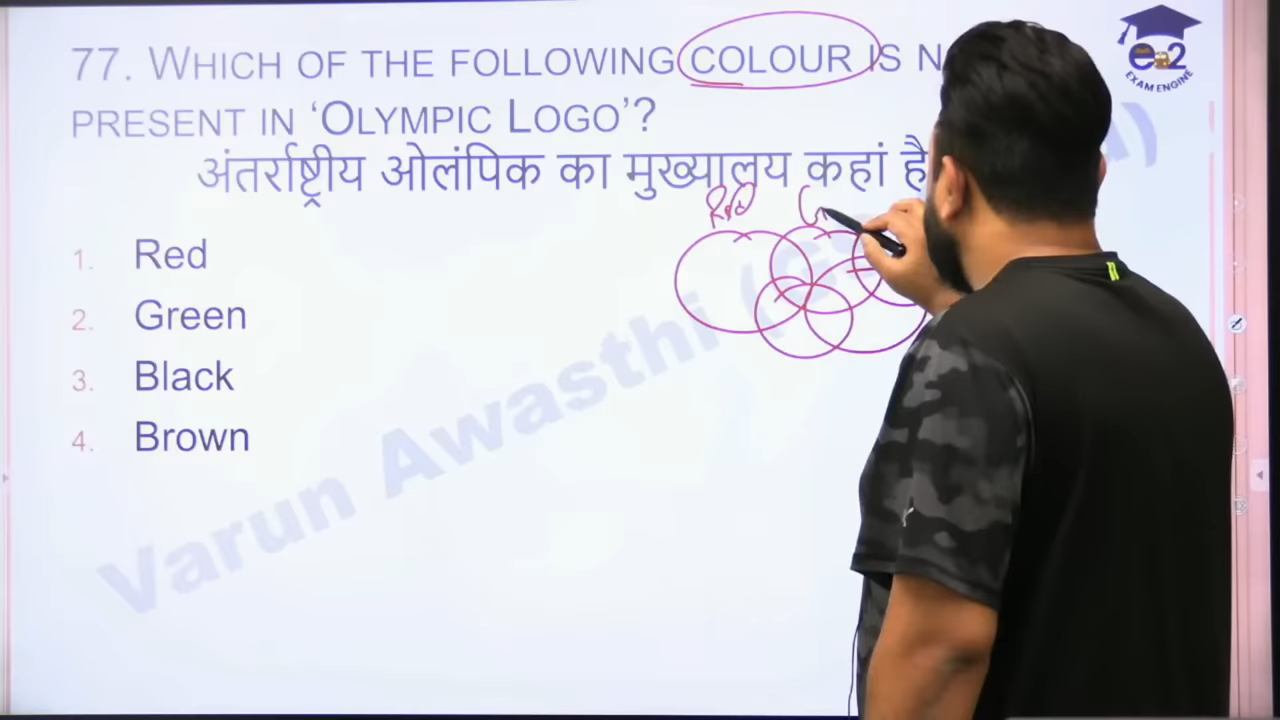 77. WHICH OF THE FOLLOWING COLOUR IS N
PRESENT IN ‘OLYMPIC LOGO’?
अंतर्राष्ट्रीय ओलंपिक का मुख्यालय कहां है
Red
1. Red
2. Green
3. Black
4. Brown
Varun Awasthi
e2
EXAM ENGINE